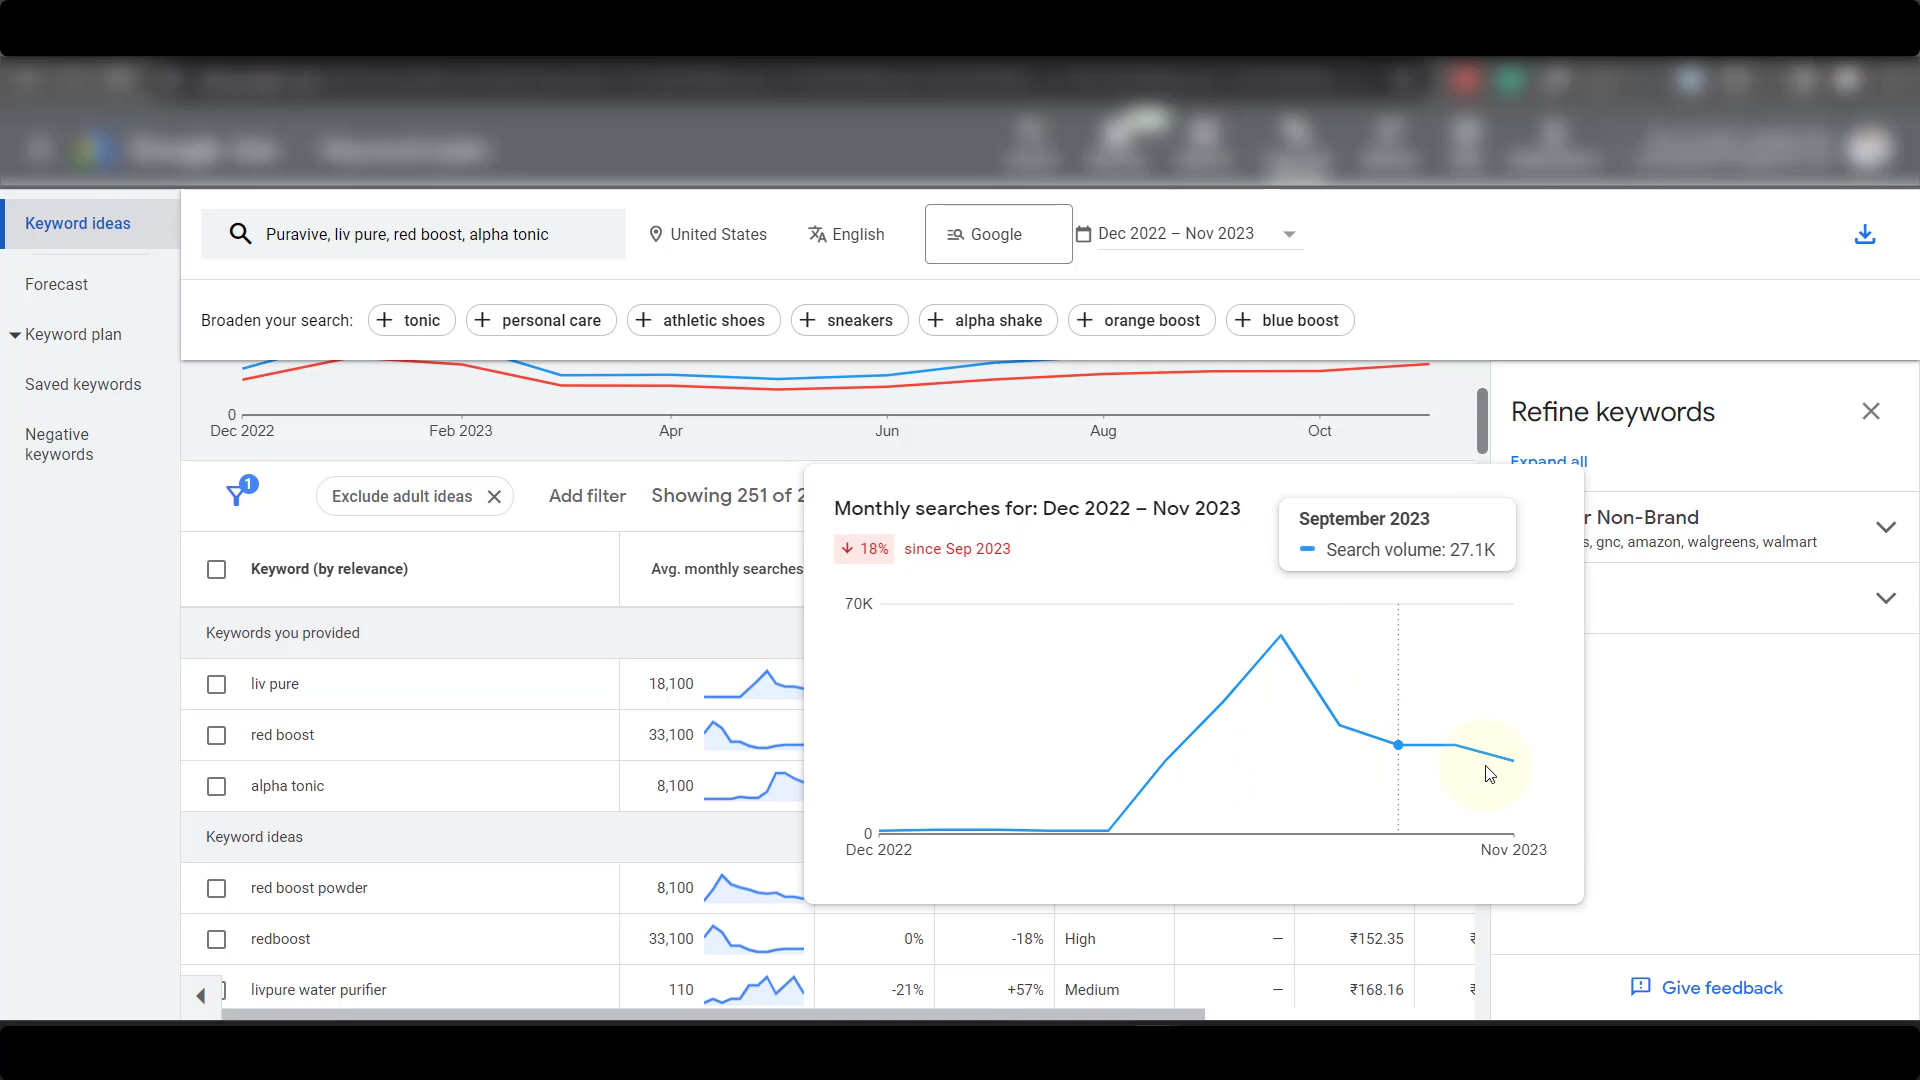 Keyword ideas
Forecast
Keyword plan
Saved keywords
Negative
keywords
Puravive, liv pure, red boost, alpha tonic
United States
English
Google
Dec 2022 – Nov 2023
Broaden your search:
tonic
personal care
athletic shoes
sneakers
alpha shake
orange boost
blue boost
0
Dec 2022
Feb 2023
Apr
Jun
Aug
Oct
Refine keywords
Expand all
1
Exclude adult ideas
Add filter
Showing 251 of 2
Monthly searches for: Dec 2022 – Nov 2023
18%
since Sep 2023
September 2023
Search volume: 27.1K
70K
0
Dec 2022
Nov 2023
r Non-Brand
s, gnc, amazon, walgreens, walmart
Keyword (by relevance)
Avg. monthly searches
Keywords you provided
liv pure
18,100
red boost
33,100
alpha tonic
8,100
Keyword ideas
red boost powder
8,100
redboost
33,100
0%
-18%
High
–
₹152.35
₹
livpure water purifier
110
-21%
+57%
Medium
–
₹168.16
₹
Give feedback